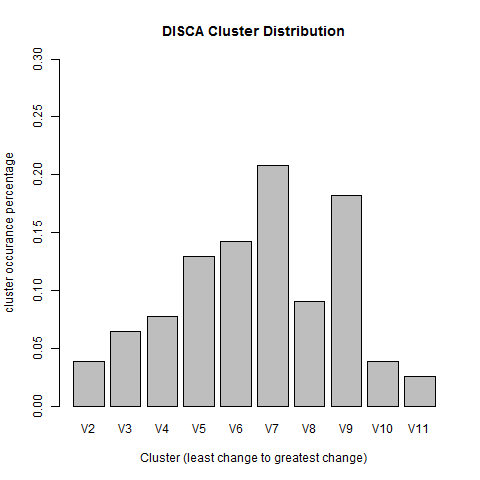 DISCA Cluster Distribution
cluster occurance percentage
0.30
0.25
0.20
0.15
0.10
0.05
0.00
V2 V3 V4 V5 V6 V7 V8 V9 V10 V11
Cluster (least change to greatest change)